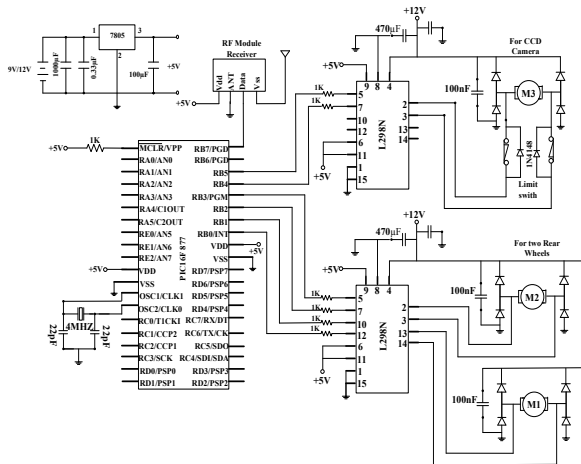 7805
1
3
2
9V/12V
1000µF
0.33µF
100µF
+5V
RF Module
Receiver
Vdd
ANT
Data
Vss
+5V
+5V
1K
MCLR/VPP
RA0/AN0
RA1/AN1
RA2/AN2
RA3/AN3
RA4/C1OUT
RA5/C2OUT
RE0/AN5
RE1/AN6
RE2/AN7
VDD
VSS
OSC1/CLK1
OSC2/CLK0
RC0/T1CKI
RC1/CCP2
RC2/CCP1
RC3/SCK
RD0/PSP0
RD1/PSP1
PIC16F877
RB7/PGD
RB6/PGD
RB5
RB4
RB3/PGM
RB2
RB1
RB0/INT
VDD
VSS
RD7/PSP7
RD6/PSP6
RD5/PSP5
RD4/PSP4
RC7/RX/DT
RC6/TX/CK
RC5/SDO
RC4/SDI/SDA
RD3/PSP3
RD2/PSP2
+5V
+5V
22pF
4MHZ
22pF
+12V
470µF
+5V
9 8 4
1K
1K
5
7
10
12
6
11
1
15
L298N
2
3
13
14
+5V
For CCD
Camera
100nF
M3
1N4148
Limit
swith
+12V
470µF
+5V
9 8 4
1K
1K
1K
1K
5
7
10
12
6
11
1
15
L298N
2
3
13
14
+5V
For two Rear
Wheels
100nF
M2
100nF
M1